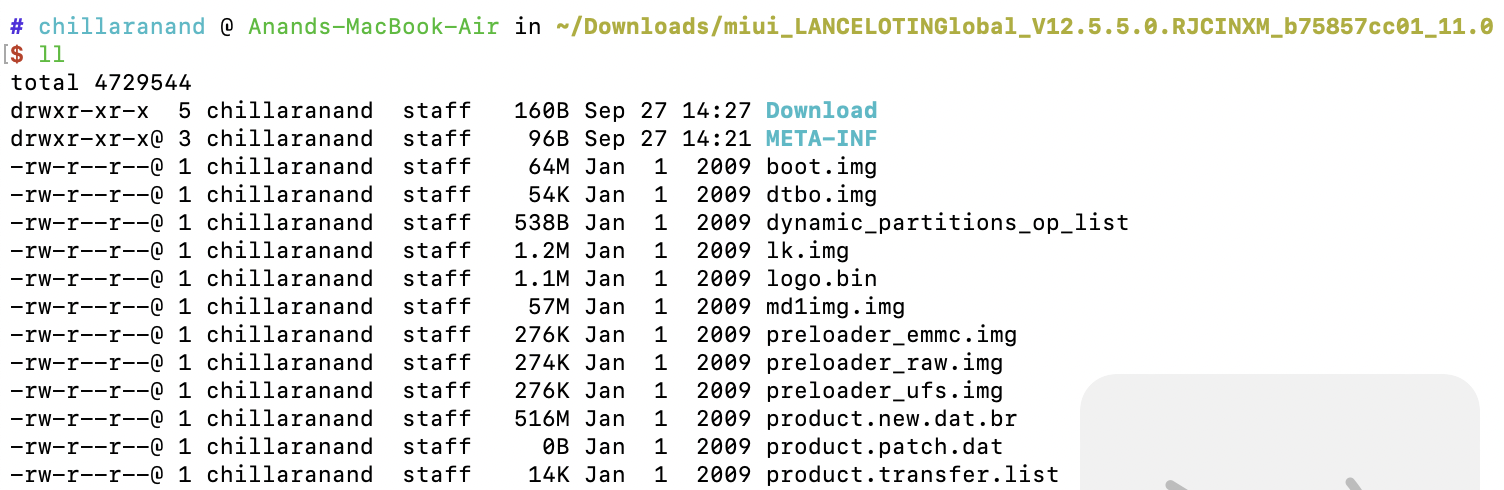 # chillaranand @ Anands-MacBook-Air in ~/Downloads/miui_LANCELOTINGlobal_V12.5.5.0.RJCINXM_b75857cc01_11.0
[$ ll
total 4729544
drwxr-xr-x  5 chillaranand  staff   160B Sep 27 14:27 Download
drwxr-xr-x@ 3 chillaranand  staff    96B Sep 27 14:21 META-INF
-rw-r--r--@ 1 chillaranand  staff    64M Jan  1  2009 boot.img
-rw-r--r--@ 1 chillaranand  staff    54K Jan  1  2009 dtbo.img
-rw-r--r--@ 1 chillaranand  staff   538B Jan  1  2009 dynamic_partitions_op_list
-rw-r--r--@ 1 chillaranand  staff   1.2M Jan  1  2009 lk.img
-rw-r--r--@ 1 chillaranand  staff   1.1M Jan  1  2009 logo.bin
-rw-r--r--@ 1 chillaranand  staff    57M Jan  1  2009 md1img.img
-rw-r--r--@ 1 chillaranand  staff   276K Jan  1  2009 preloader_emmc.img
-rw-r--r--@ 1 chillaranand  staff   274K Jan  1  2009 preloader_raw.img
-rw-r--r--@ 1 chillaranand  staff   276K Jan  1  2009 preloader_ufs.img
-rw-r--r--@ 1 chillaranand  staff   516M Jan  1  2009 product.new.dat.br
-rw-r--r--@ 1 chillaranand  staff     0B Jan  1  2009 product.patch.dat
-rw-r--r--@ 1 chillaranand  staff    14K Jan  1  2009 product.transfer.list